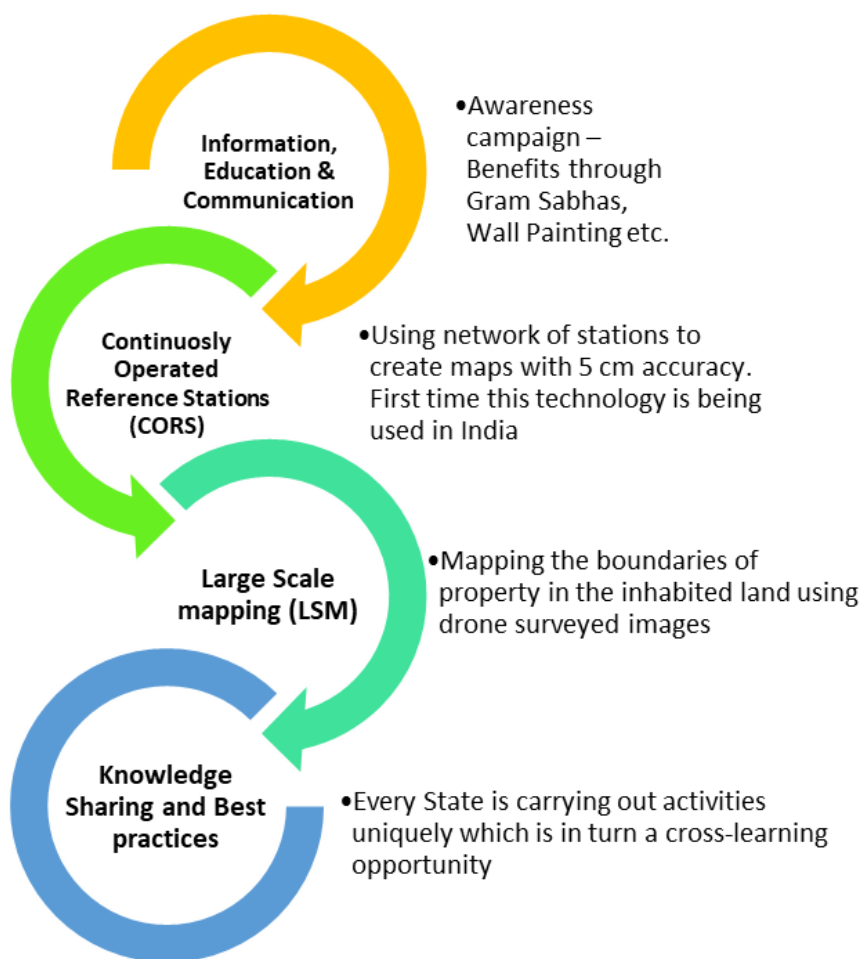 Information,
Education &
Communication
•Awareness
campaign –
Benefits through
Gram Sabhas,
Wall Painting etc.
Continuosly
Operated
Reference Stations
(CORS)
•Using network of stations to
create maps with 5 cm accuracy.
First time this technology is being
used in India
Large Scale
mapping (LSM)
•Mapping the boundaries of
property in the inhabited land using
drone surveyed images
Knowledge
Sharing and Best
practices
•Every State is carrying out activities
uniquely which is in turn a cross-learning
opportunity